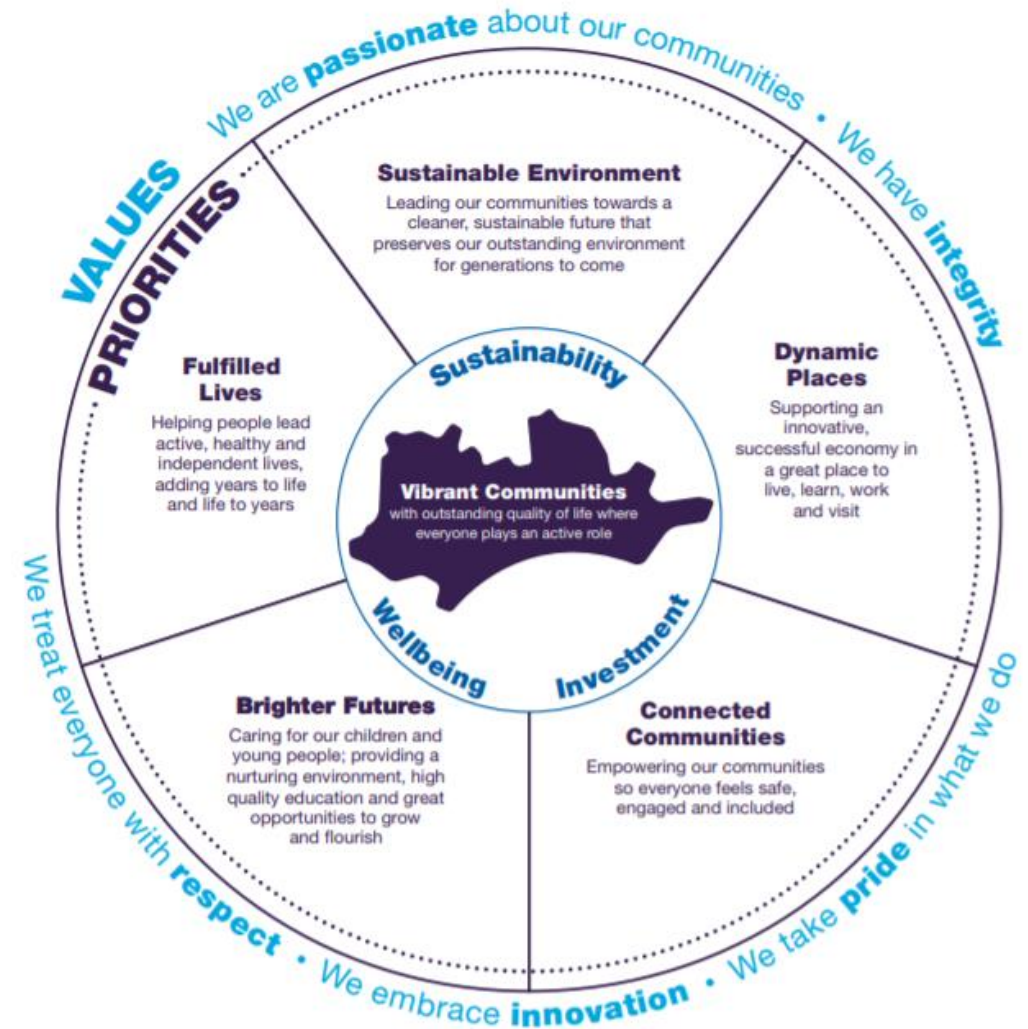 VALUES
We are passionate about our communities • We have integrity
We take pride in what we do
We treat everyone with respect • We embrace innovation •
PRIORITIES
Sustainable Environment
Leading our communities towards a
cleaner, sustainable future that
preserves our outstanding environment
for generations to come
Dynamic
Places
Supporting an
innovative,
successful economy in
a great place to
live, learn, work
and visit
Connected
Communities
Empowering our communities
so everyone feels safe,
engaged and included
Brighter Futures
Caring for our children and
young people; providing a
nurturing environment, high
quality education and great
opportunities to grow
and flourish
Fulfilled
Lives
Helping people lead
active, healthy and
independent lives,
adding years to life
and life to years
Sustainability
Investment
Wellbeing
Vibrant Communities
with outstanding quality of life where
everyone plays an active role